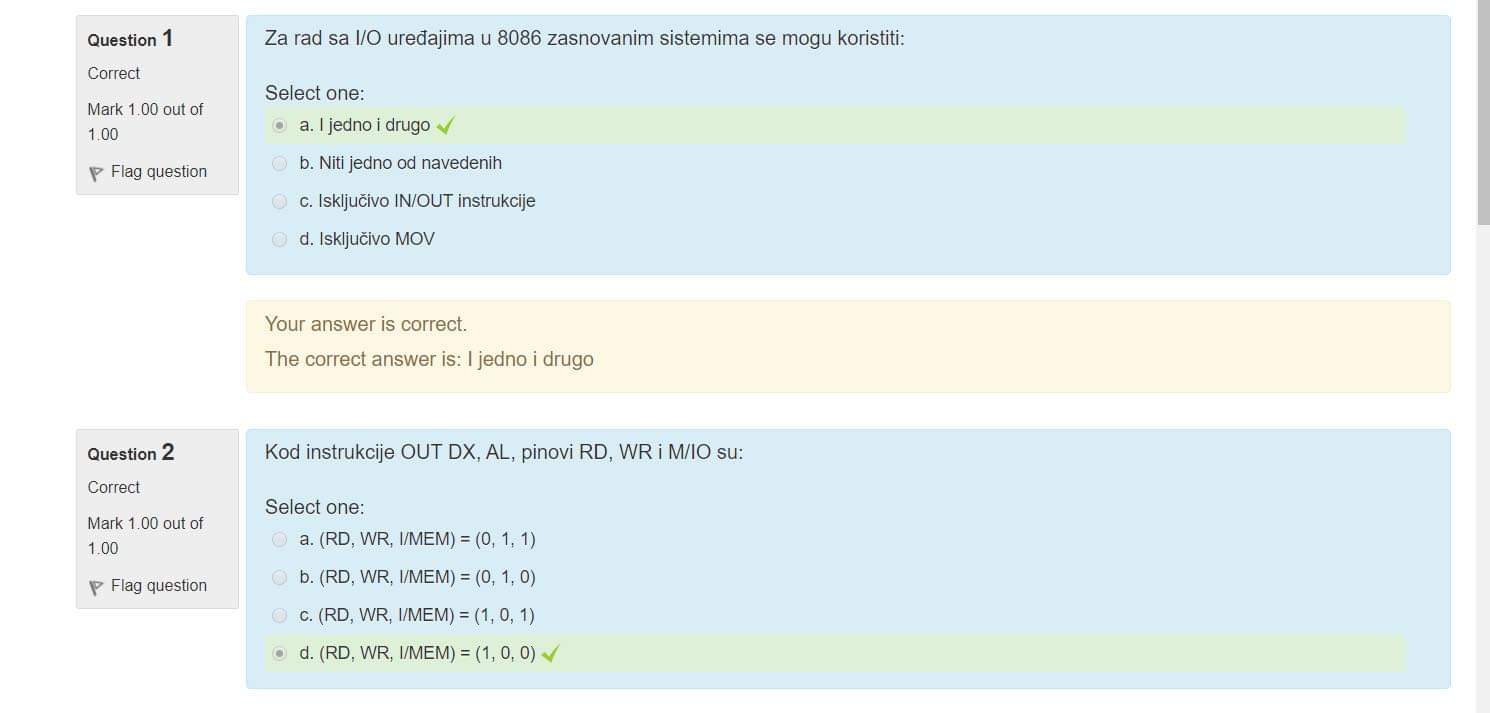 Question 1
Correct
Mark 1.00 out of
1.00
Flag question
Za rad sa I/O uređajima u 8086 zasnovanim sistemima se mogu koristiti:
Select one:
a. I jedno i drugo
b. Niti jedno od navedenih
c. Isključivo IN/OUT instrukcije
d. Isključivo MOV
Your answer is correct.
The correct answer is: I jedno i drugo
Question 2
Correct
Mark 1.00 out of
1.00
Flag question
Kod instrukcije OUT DX, AL, pinovi RD, WR i M/IO su:
Select one:
a. (RD, WR, I/MEM) = (0, 1, 1)
b. (RD, WR, I/MEM) = (0, 1, 0)
c. (RD, WR, I/MEM) = (1, 0, 1)
d. (RD, WR, I/MEM) = (1, 0, 0)